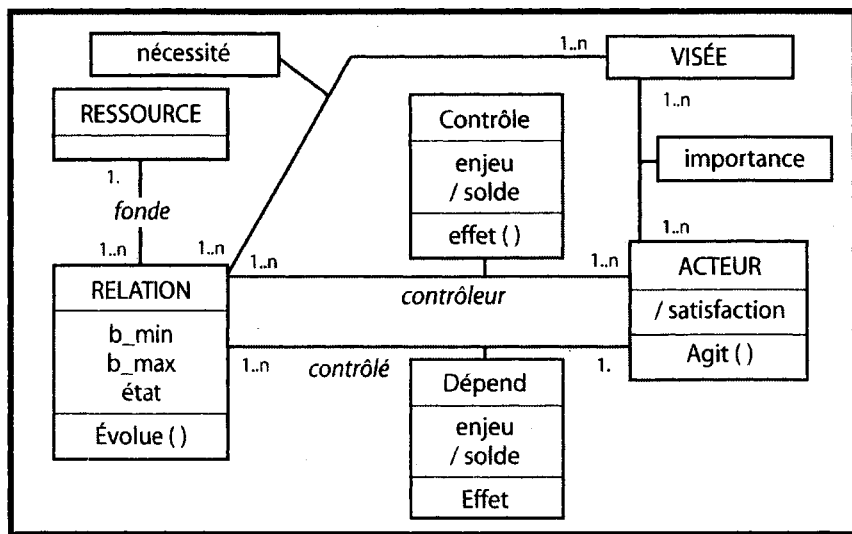 nécessité
1..n
VISÉE
RESSOURCE
1..n
Contrôle
importance
enjeu
/ solde
1.
fonde
effet ( )
1..n
1..n
1..n
RELATION
1..n
1..n
ACTEUR
contrôleur
/ satisfaction
b_min
b_max
état
1..n
contrôlé
1.
Agit ( )
Dépend
Évolue ( )
enjeu
/ solde
Effet